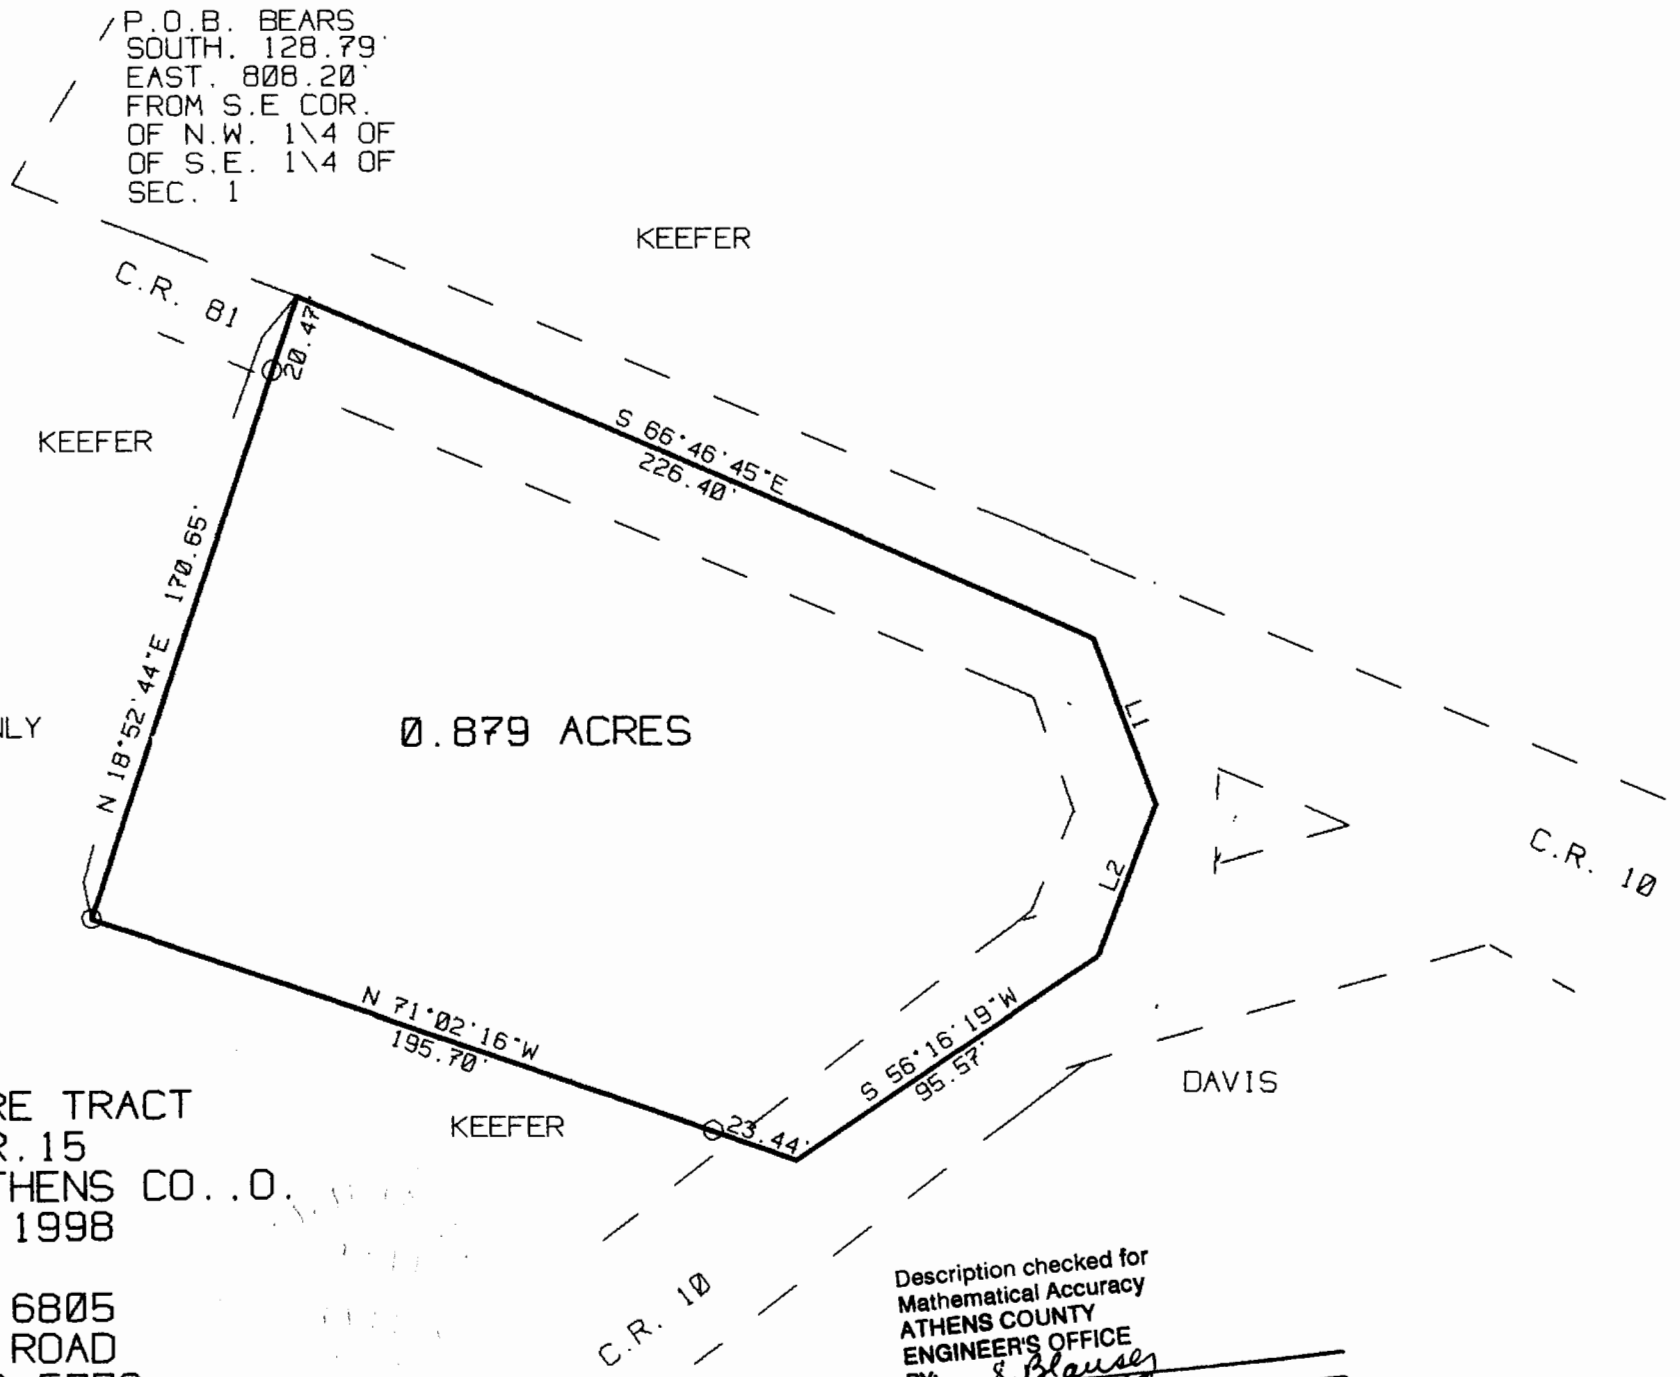 P.O.B. BEARS
SOUTH. 128.79'
EAST. 808.20'
FROM S.E COR.
OF N.W. 1\4 OF
OF S.E. 1\4 OF
SEC. 1
KEEFER
C.R. 81
20.47'
KEEFER
S 66°46'45"E
226.40'
N 18°52'44"E 170.65'
NLY
0.879 ACRES
L1
L2
C.R. 10
N 71°02'16"W
195.70'
S 56°16'19"W
95.57'
DAVIS
KEEFER
23.44'
RE TRACT
R.15
THENS CO..O.
1998
6805
ROAD
C.R. 10
Description checked for
Mathematical Accuracy
ATHENS COUNTY
ENGINEER'S OFFICE
BY: S. Blauser